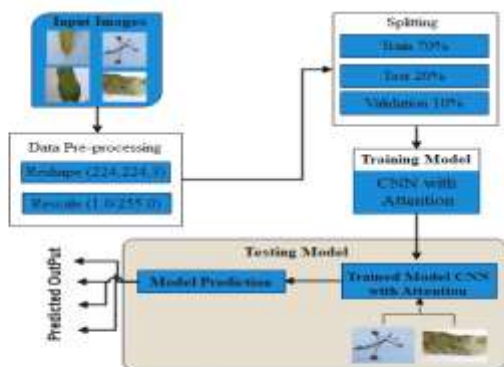 Input Images
Data Pre-processing
Reshape (224,224,3)
Rescale (1.0/255.0)
Splitting
Train 70%
Test 20%
Validation 10%
Training Model
CNN with
Attention
Testing Model
Trained Model CNN
with Attention
Model Prediction
Predicted OutPut